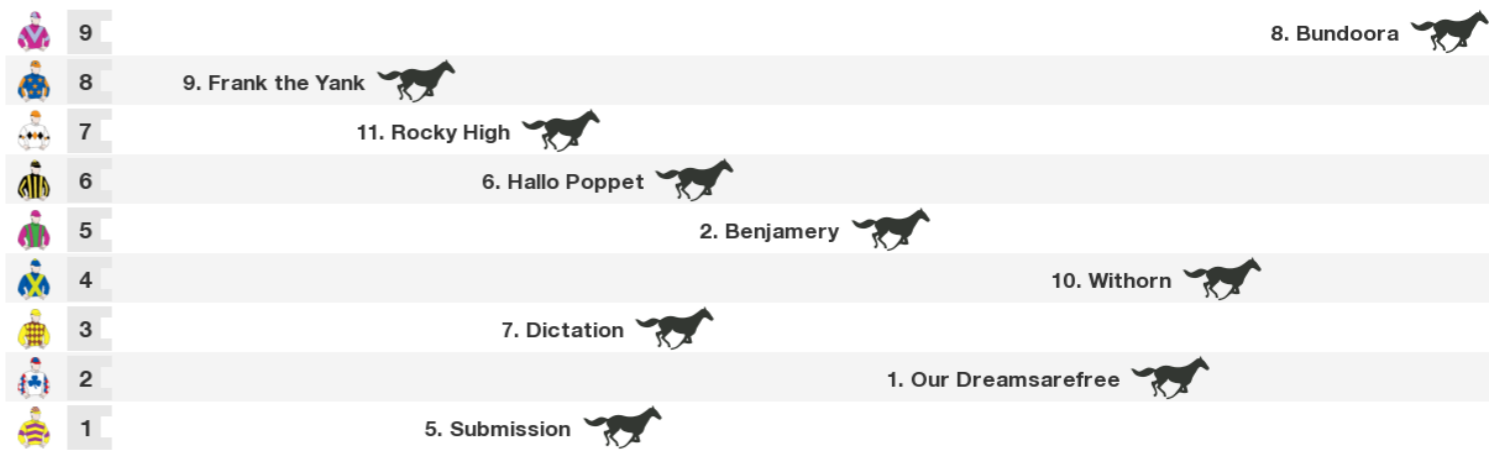 9 8. Bundoora
8 9. Frank the Yank
7 11. Rocky High
6 6. Hallo Poppet
5 2. Benjamery
4 10. Withorn
3 7. Dictation
2 1. Our Dreamsarefree
1 5. Submission